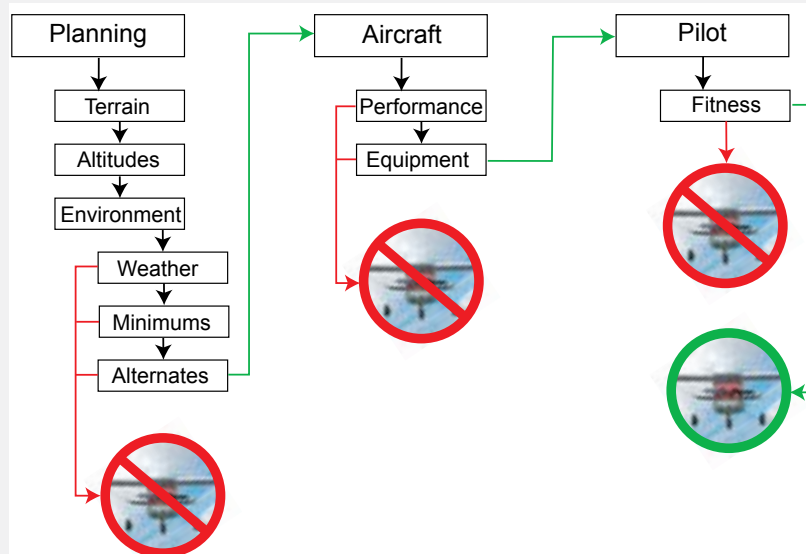 Planning
Terrain
Altitudes
Environment
Weather
Minimums
Alternates
Aircraft
Performance
Equipment
Pilot
Fitness